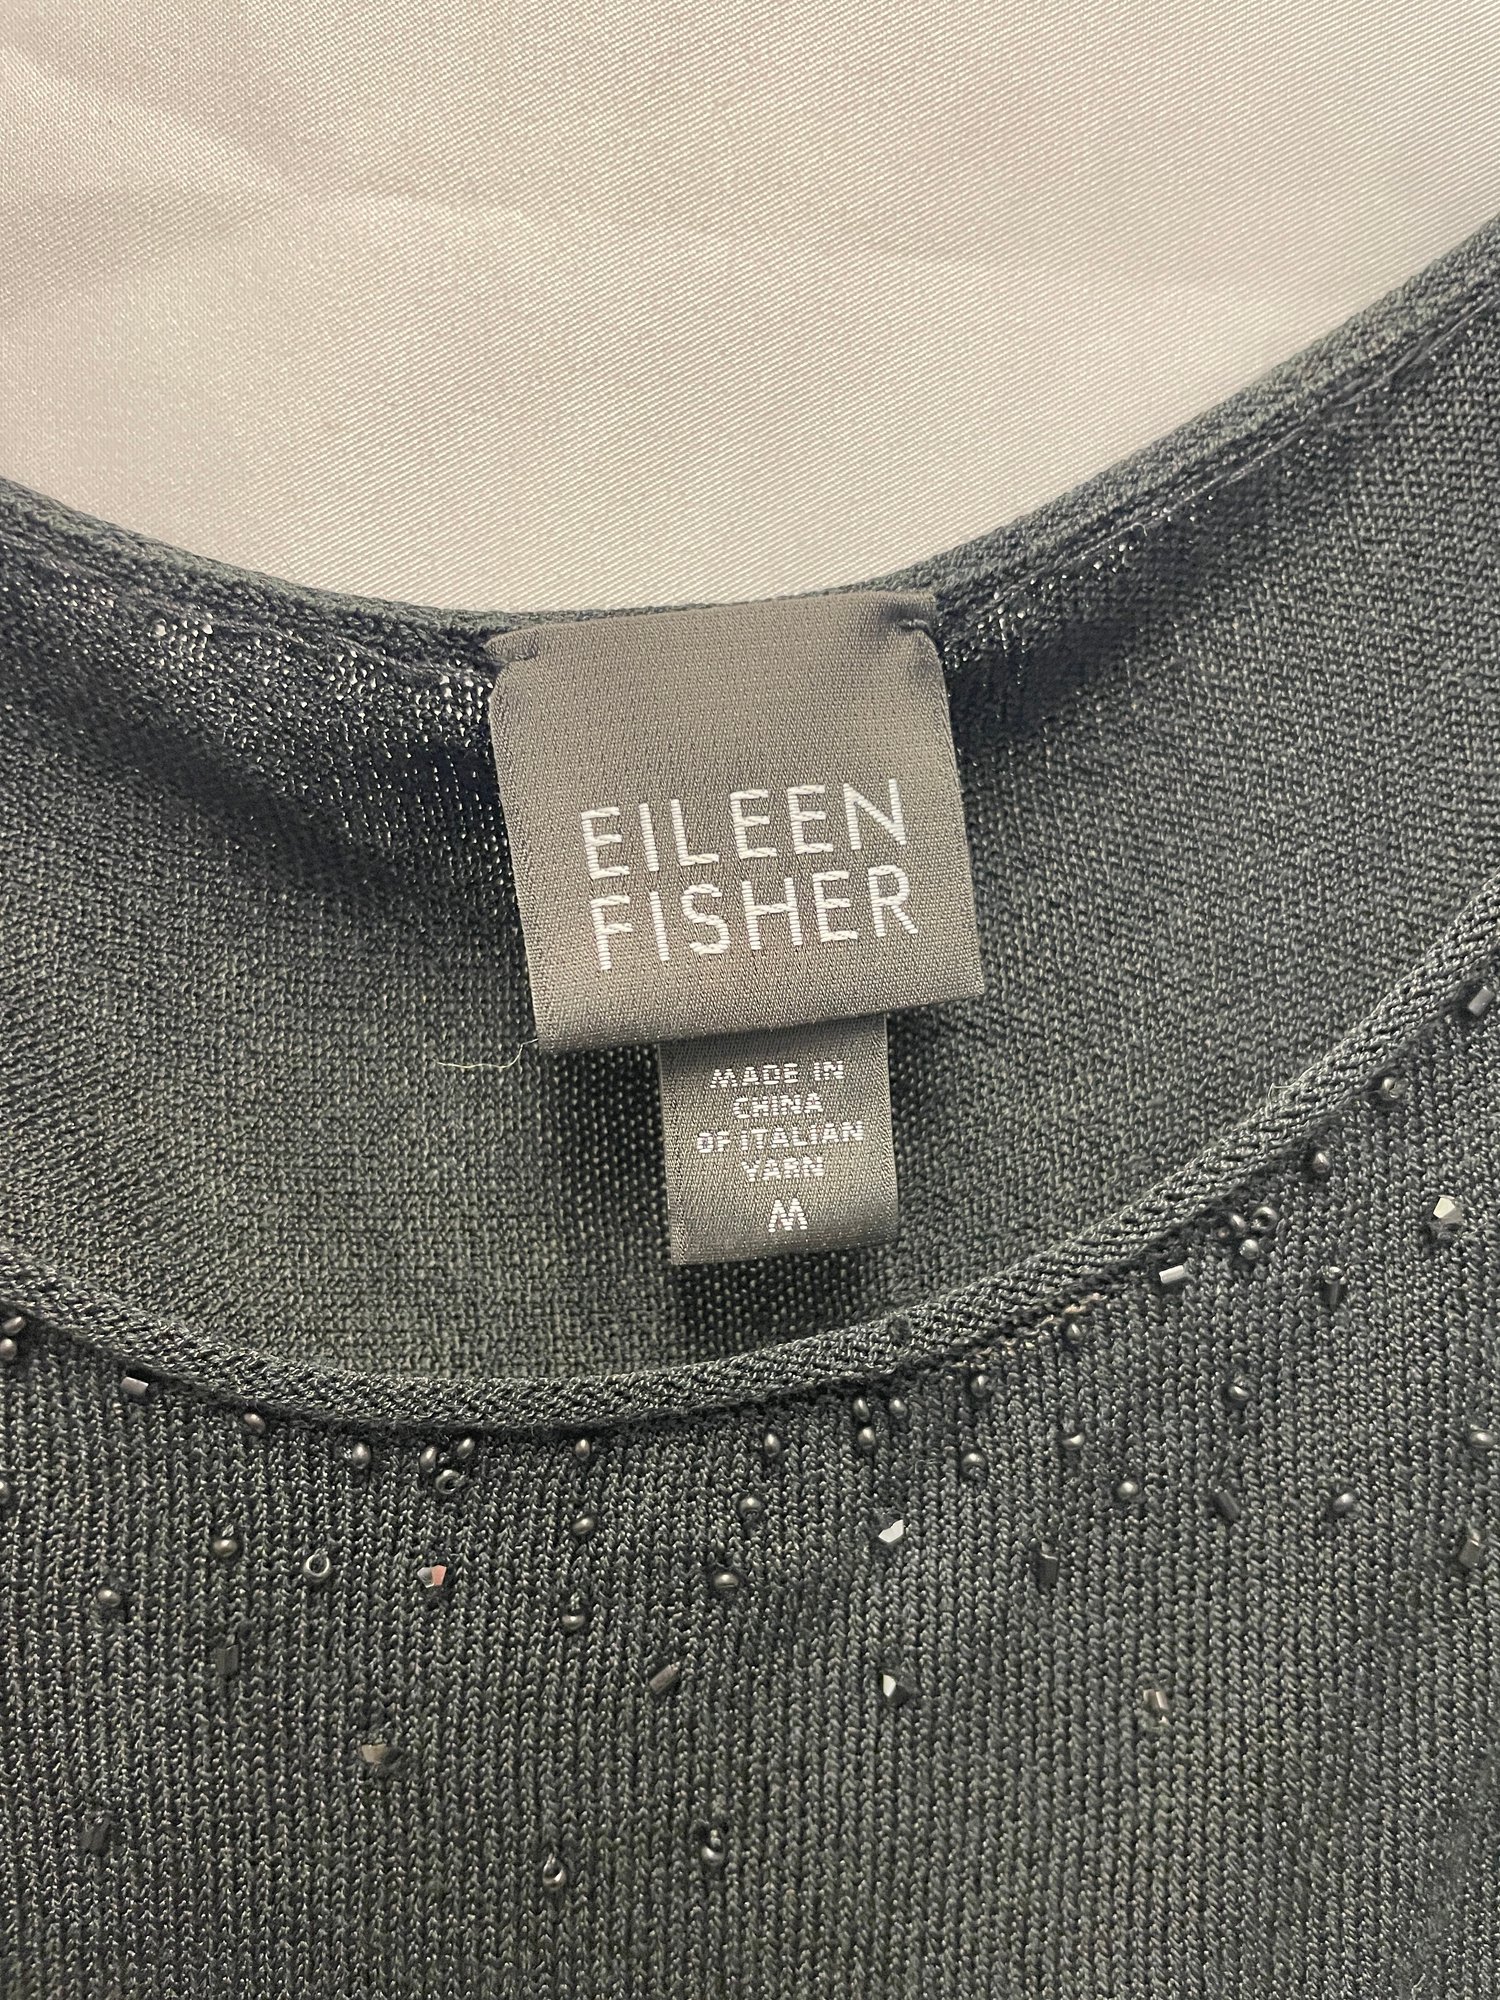 EILEEN
FISHER
MADE IN
CHINA
OF ITALIAN
YARN
M